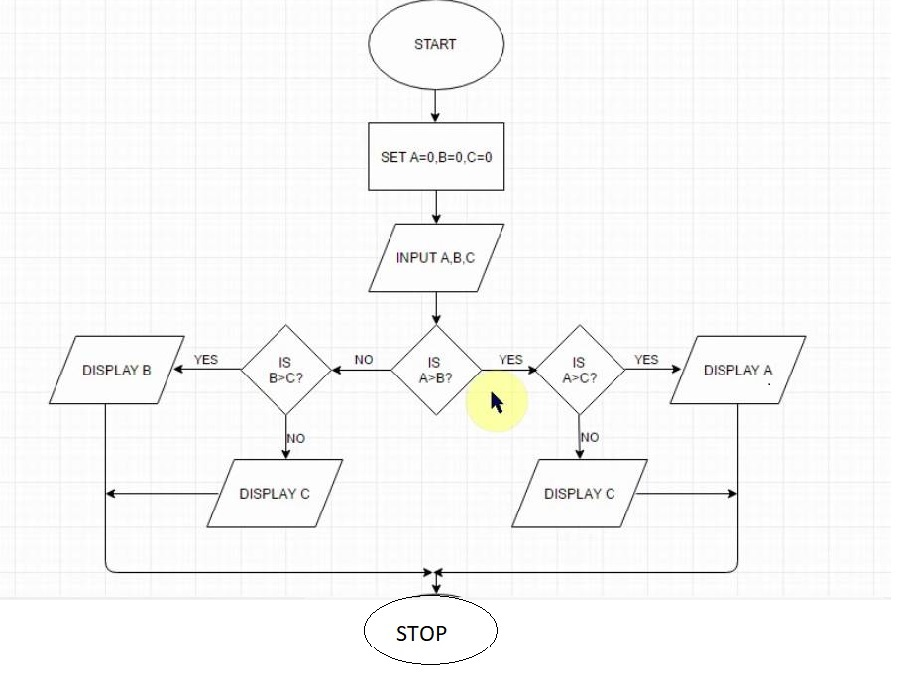 START
SET A=0,B=0,C=0
INPUT A,B,C
DISPLAY B
YES
IS
B>C?
NO
IS
A>B?
YES
IS
A>C?
YES
DISPLAY A
NO
NO
DISPLAY C
DISPLAY C
STOP